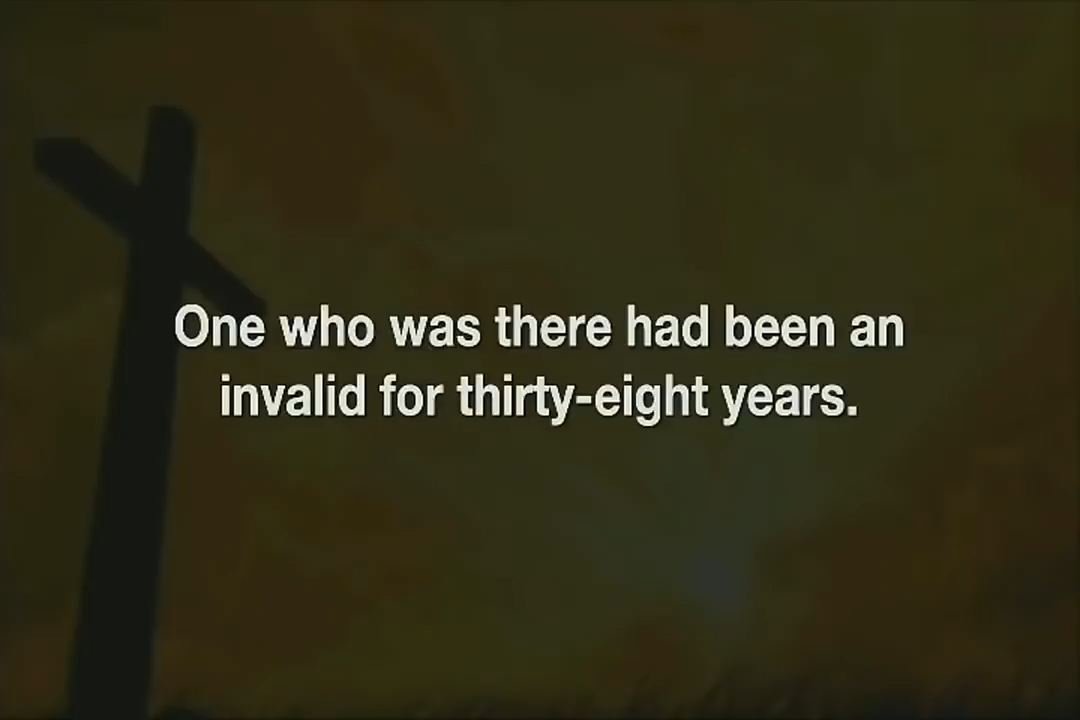 One who was there had been an
invalid for thirty-eight years.